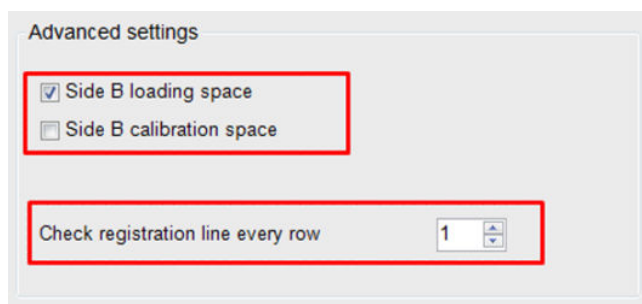 Advanced settings
Side B loading space
Side B calibration space
Check registration line every row 1